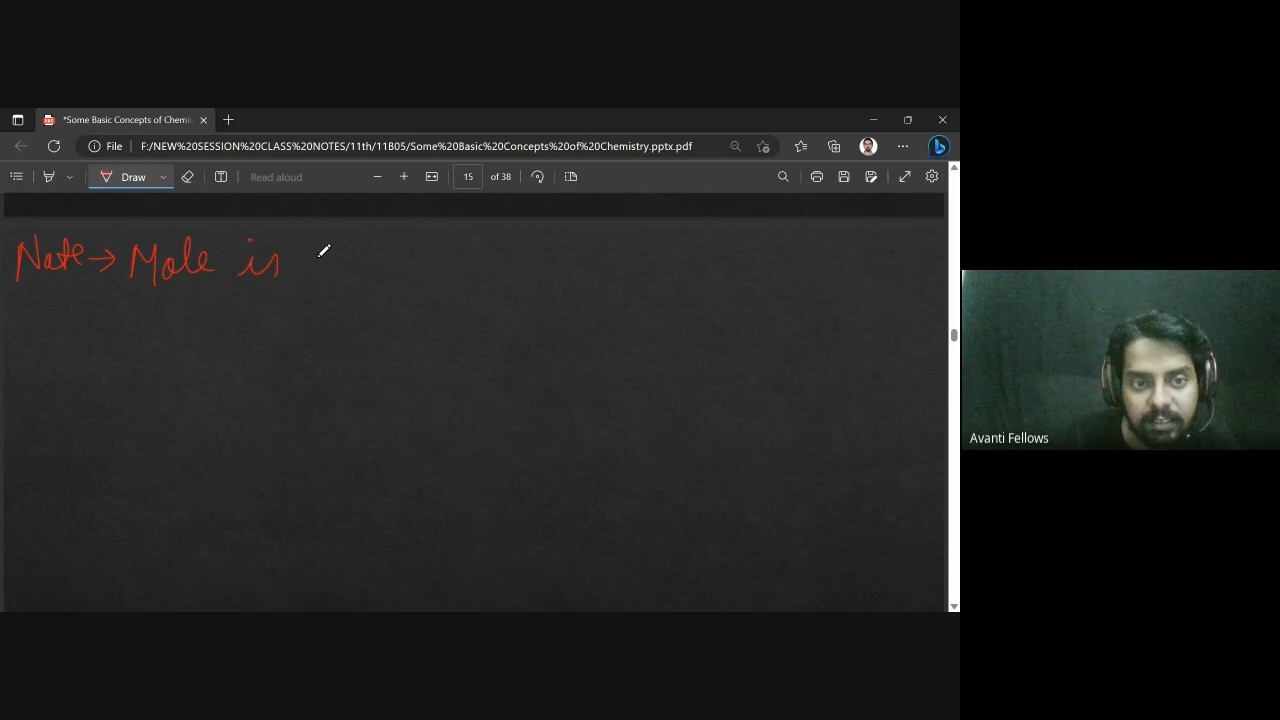 *Some Basic Concepts of Chemis
File
F:/NEW%20SESSION%20CLASS%20NOTES/11th/11B05/Some%20Basic%20Concepts%20of%20Chemistry.pptx.pdf
Draw
Read aloud
15 of 38
Note → Mole is
Avanti Fellows